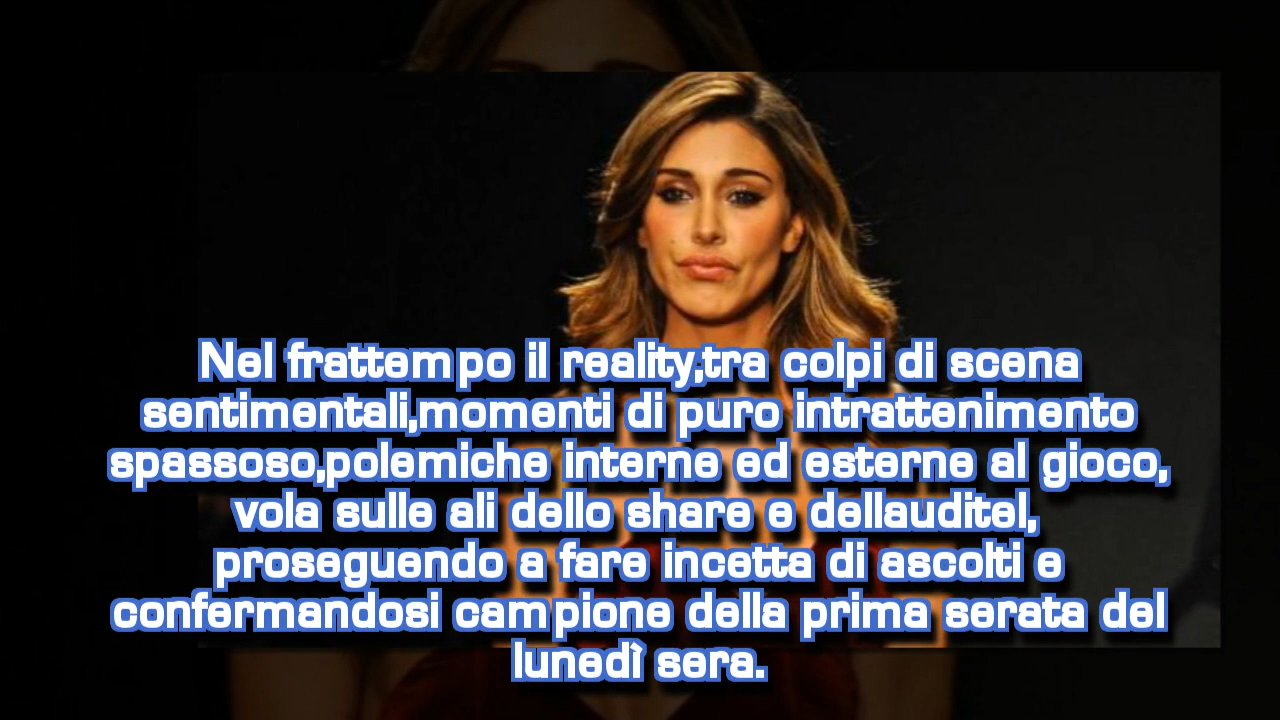 Nel frattempo il reality,tra colpi di scena
sentimentali,momenti di puro intrattenimento
spassoso,polemiche interne ed esterne al gioco,
vola sulle ali dello share e dellauditel,
proseguendo a fare incetta di ascolti e
confermandosi campione della prima serata del
lunedì sera.